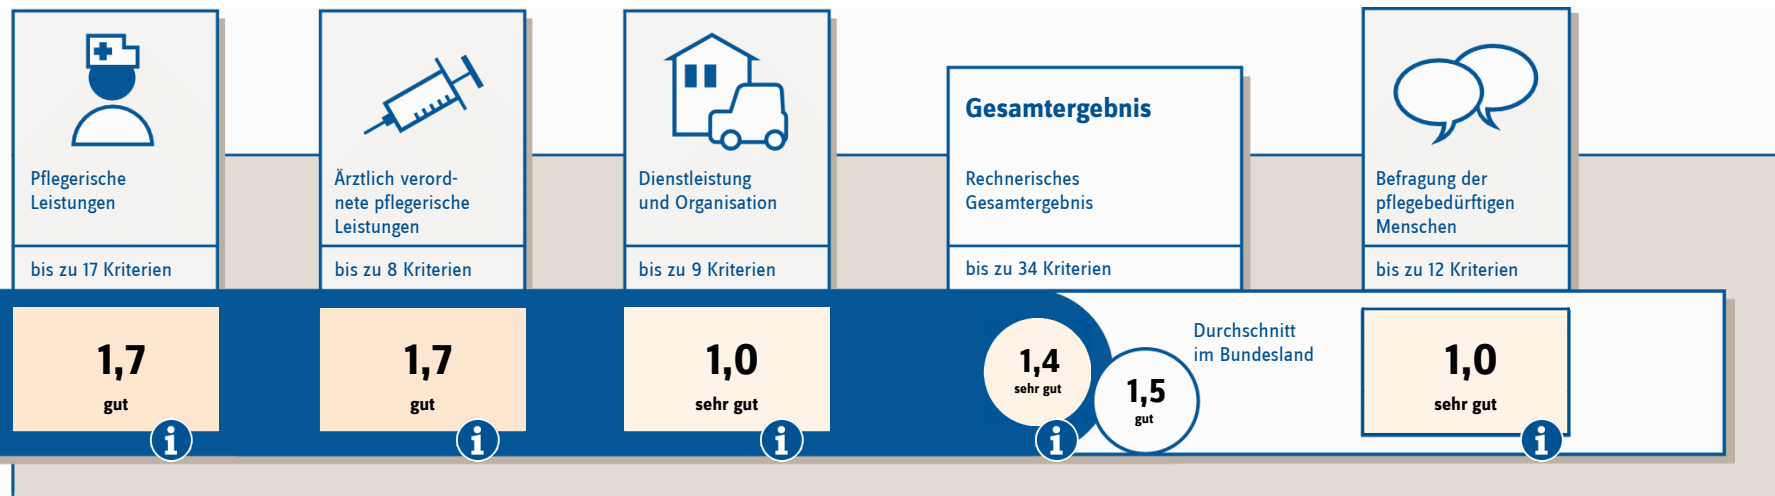 Pflegerische
Leistungen
bis zu 17 Kriterien
1,7
gut
Ärztlich verord-
nete pflegerische
Leistungen
bis zu 8 Kriterien
1,7
gut
Dienstleistung
und Organisation
bis zu 9 Kriterien
1,0
sehr gut
Gesamtergebnis
Rechnerisches
Gesamtergebnis
bis zu 34 Kriterien
1,4
sehr gut
1,5
gut
Durchschnitt
im Bundesland
Befragung der
pflegebedürftigen
Menschen
bis zu 12 Kriterien
1,0
sehr gut